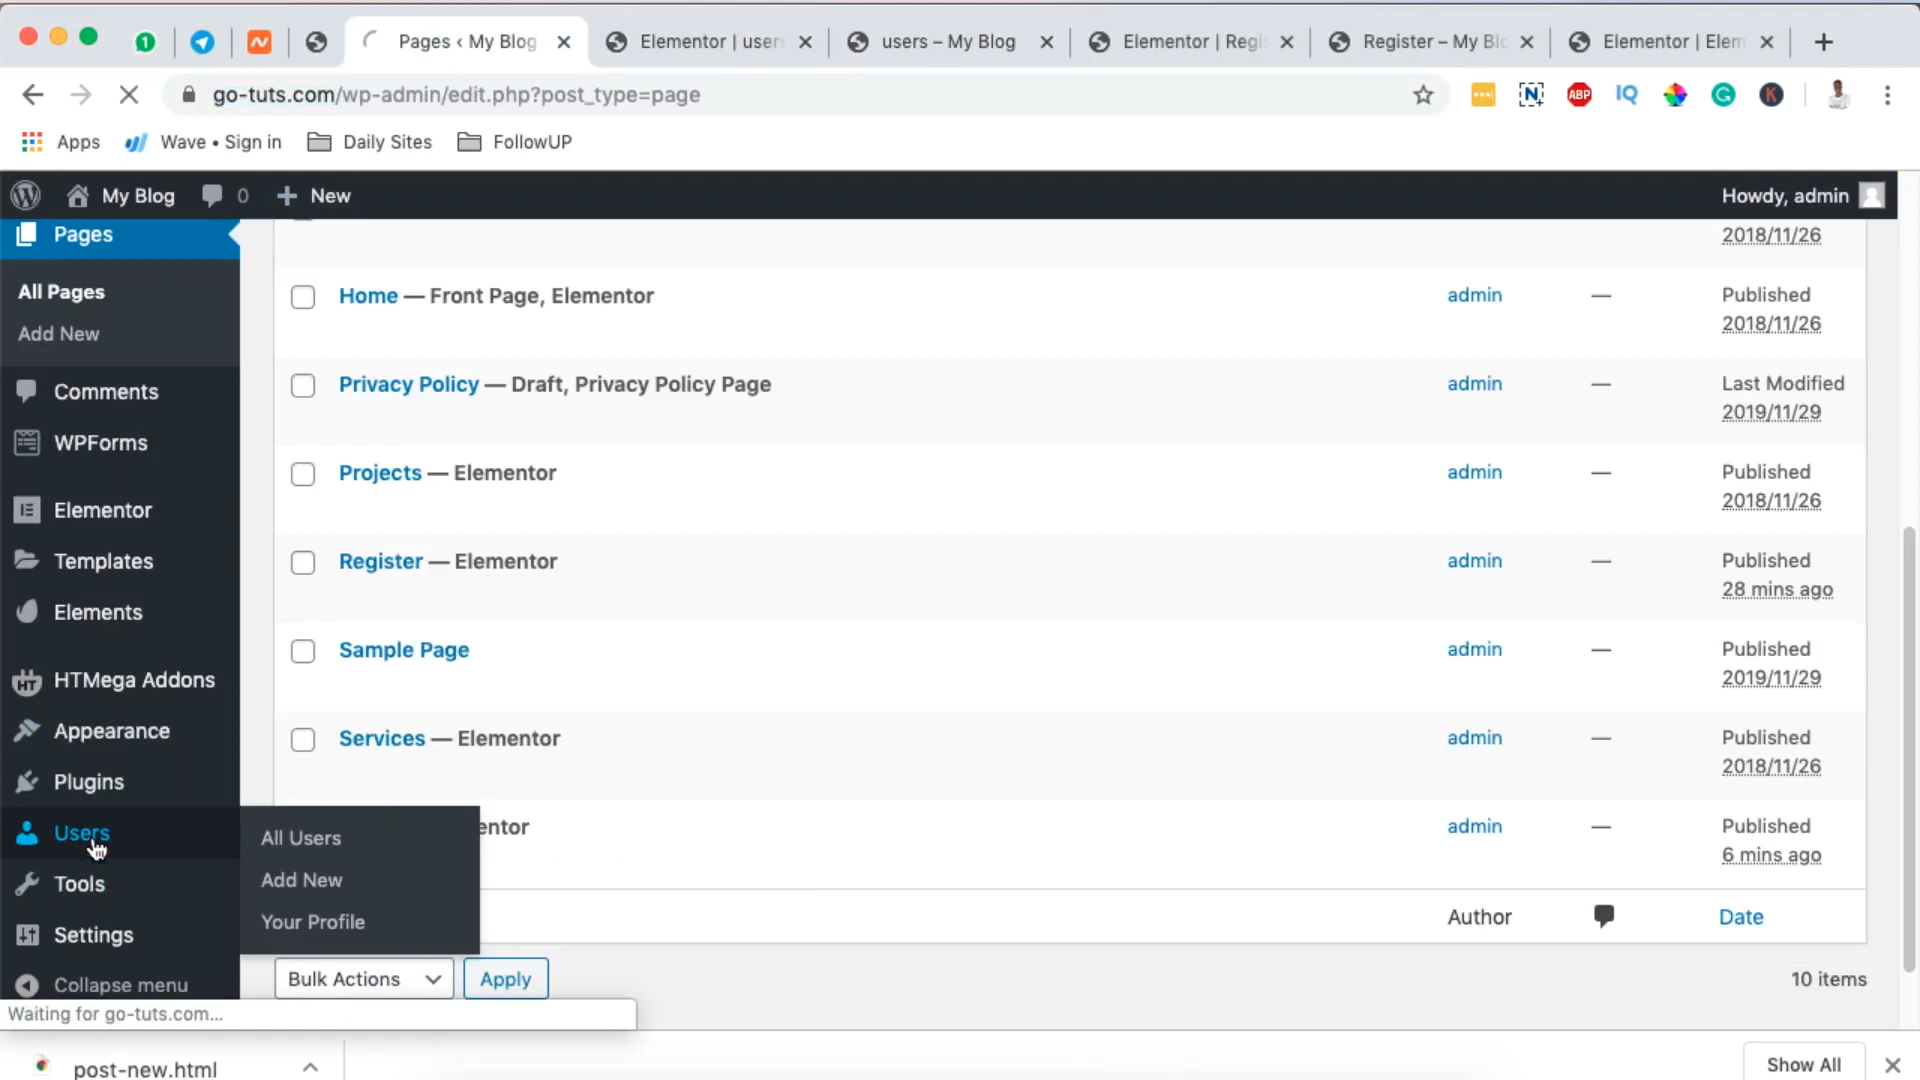 1
Pages ‹ My Blog
Elementor | user
users – My Blog
Elementor | Regi
Register – My Blo
Elementor | Elem
go-tuts.com/wp-admin/edit.php?post_type=page
ABP
IQ
G
K
Apps
Wave • Sign in
Daily Sites
FollowUP
My Blog
0
New
Howdy, admin
Pages
2018/11/26
All Pages
Add New
Home — Front Page, Elementor
admin
—
Published
2018/11/26
Comments
Privacy Policy — Draft, Privacy Policy Page
admin
—
Last Modified
2019/11/29
WPForms
Projects — Elementor
admin
—
Published
2018/11/26
Elementor
Register — Elementor
admin
—
Published
28 mins ago
Templates
Elements
Sample Page
admin
—
Published
2019/11/29
HTMega Addons
Appearance
Services — Elementor
admin
—
Published
2018/11/26
Plugins
Users
All Users
Add New
Your Profile
entor
admin
—
Published
6 mins ago
Tools
Settings
Author
Date
Collapse menu
Bulk Actions
Apply
10 items
Waiting for go-tuts.com...
post-new.html
Show All